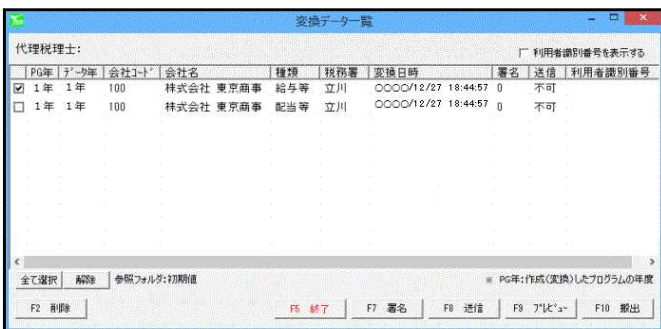 変換データ一覧
代理税理士:
利用者識別番号を表示する
PG年 ﾃﾞｰﾀ年 会社ｺｰﾄﾞ 会社名 種類 税務署 変換日時 署名 送信 利用者識別番号
1年 1年 100 株式会社 東京商事 給与等 立川 〇〇〇〇/12/27 18:44:57 0 不可
1年 1年 100 株式会社 東京商事 配当等 立川 〇〇〇〇/12/27 18:44:57 0 不可
全て選択 解除 参照フォルダ:初期値 ※ PG年:作成(変換)したプログラムの年度
F2 削除 F5 終了 F7 署名 F8 送信 F9 ﾌﾟﾚﾋﾞｭｰ F10 搬出